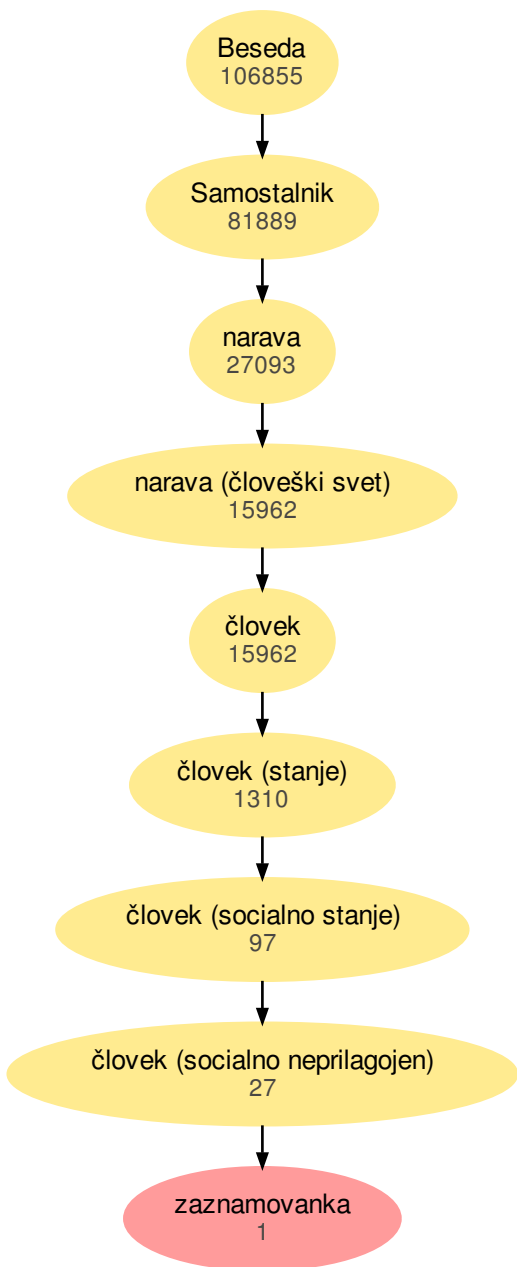 Beseda
106855
Samostalnik
81889
narava
27093
narava (človeški svet)
15962
človek
15962
človek (stanje)
1310
človek (socialno stanje)
97
človek (socialno neprilagojen)
27
zaznamovanka
1